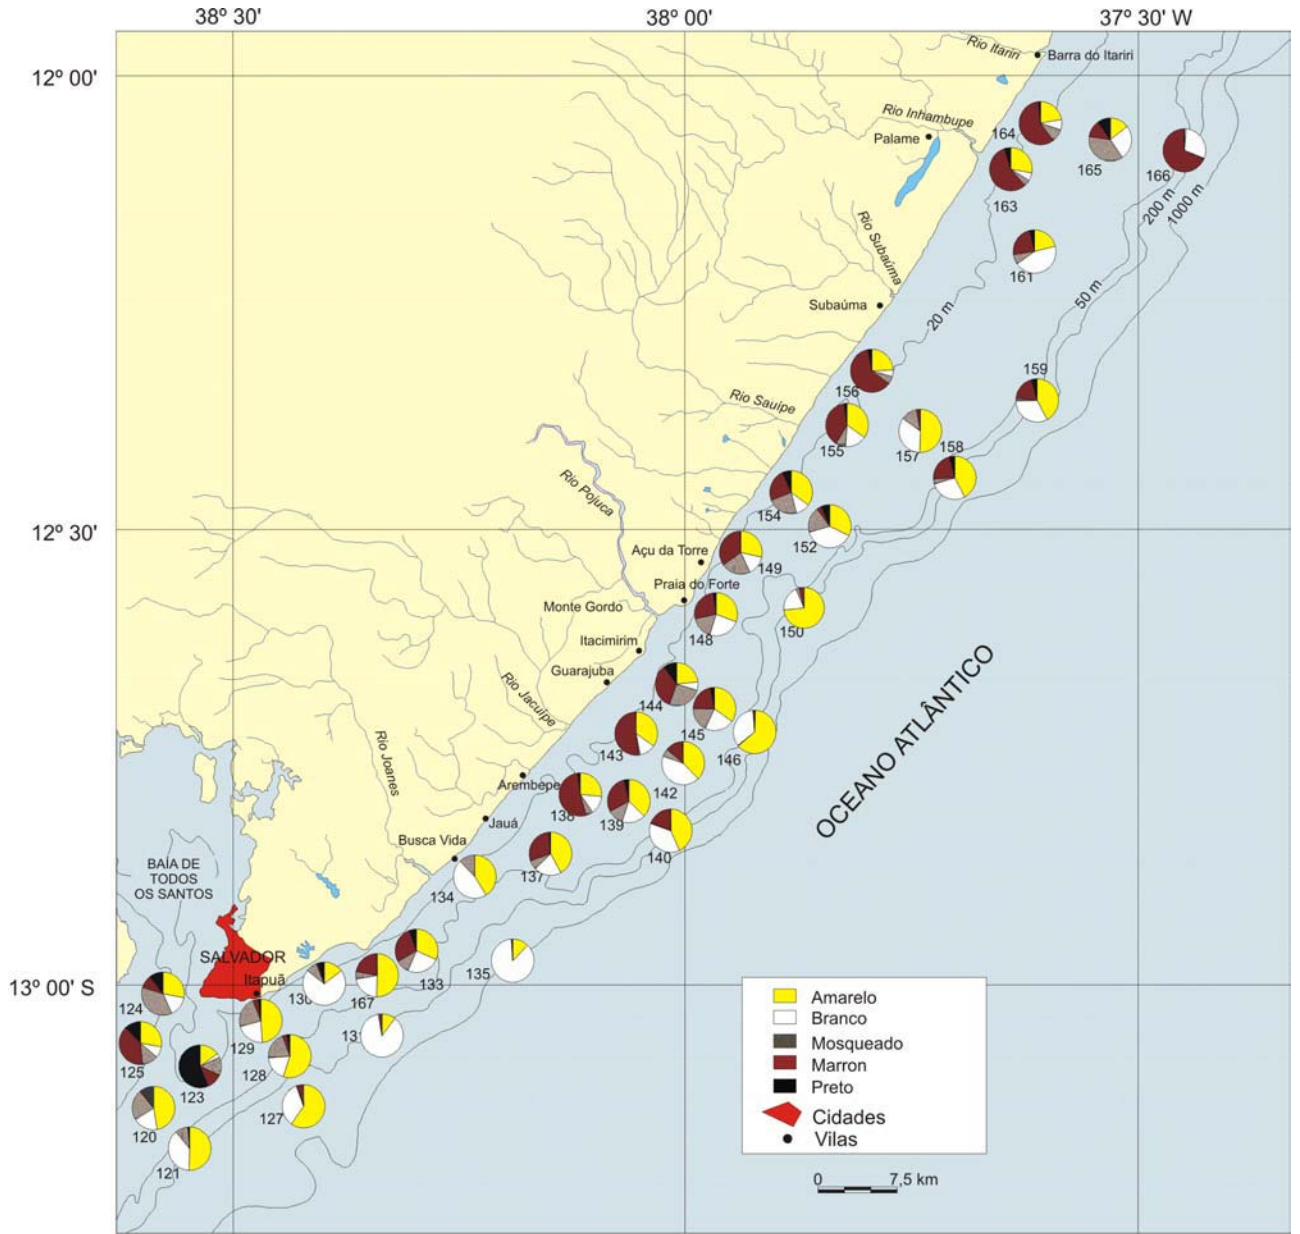 38º 30'
38º 00'
37º 30' W
12º 00'
12º 30'
13º 00' S
Rio Itariri
Barra do Itariri
Rio Inhambupe
Palame
164
165
166
163
161
200 m
1000 m
Rio Subaúma
Subaúma
20 m
50 m
156
159
Rio Sauípe
155
157
158
Rio Pojuca
154
152
Açu da Torre
149
Praia do Forte
Monte Gordo
150
148
Itacimirim
Guarajuba
Rio Jacuípe
144
145
146
143
142
OCEANO ATLÂNTICO
Rio Joanes
Arembepe
138
139
Jauá
140
Busca Vida
137
134
BAÍA DE
TODOS
OS SANTOS
SALVADOR
Itapuã
135
133
130
167
124
129
131
125
128
123
127
120
121
Amarelo
Branco
Mosqueado
Marron
Preto
Cidades
Vilas
0 7,5 km